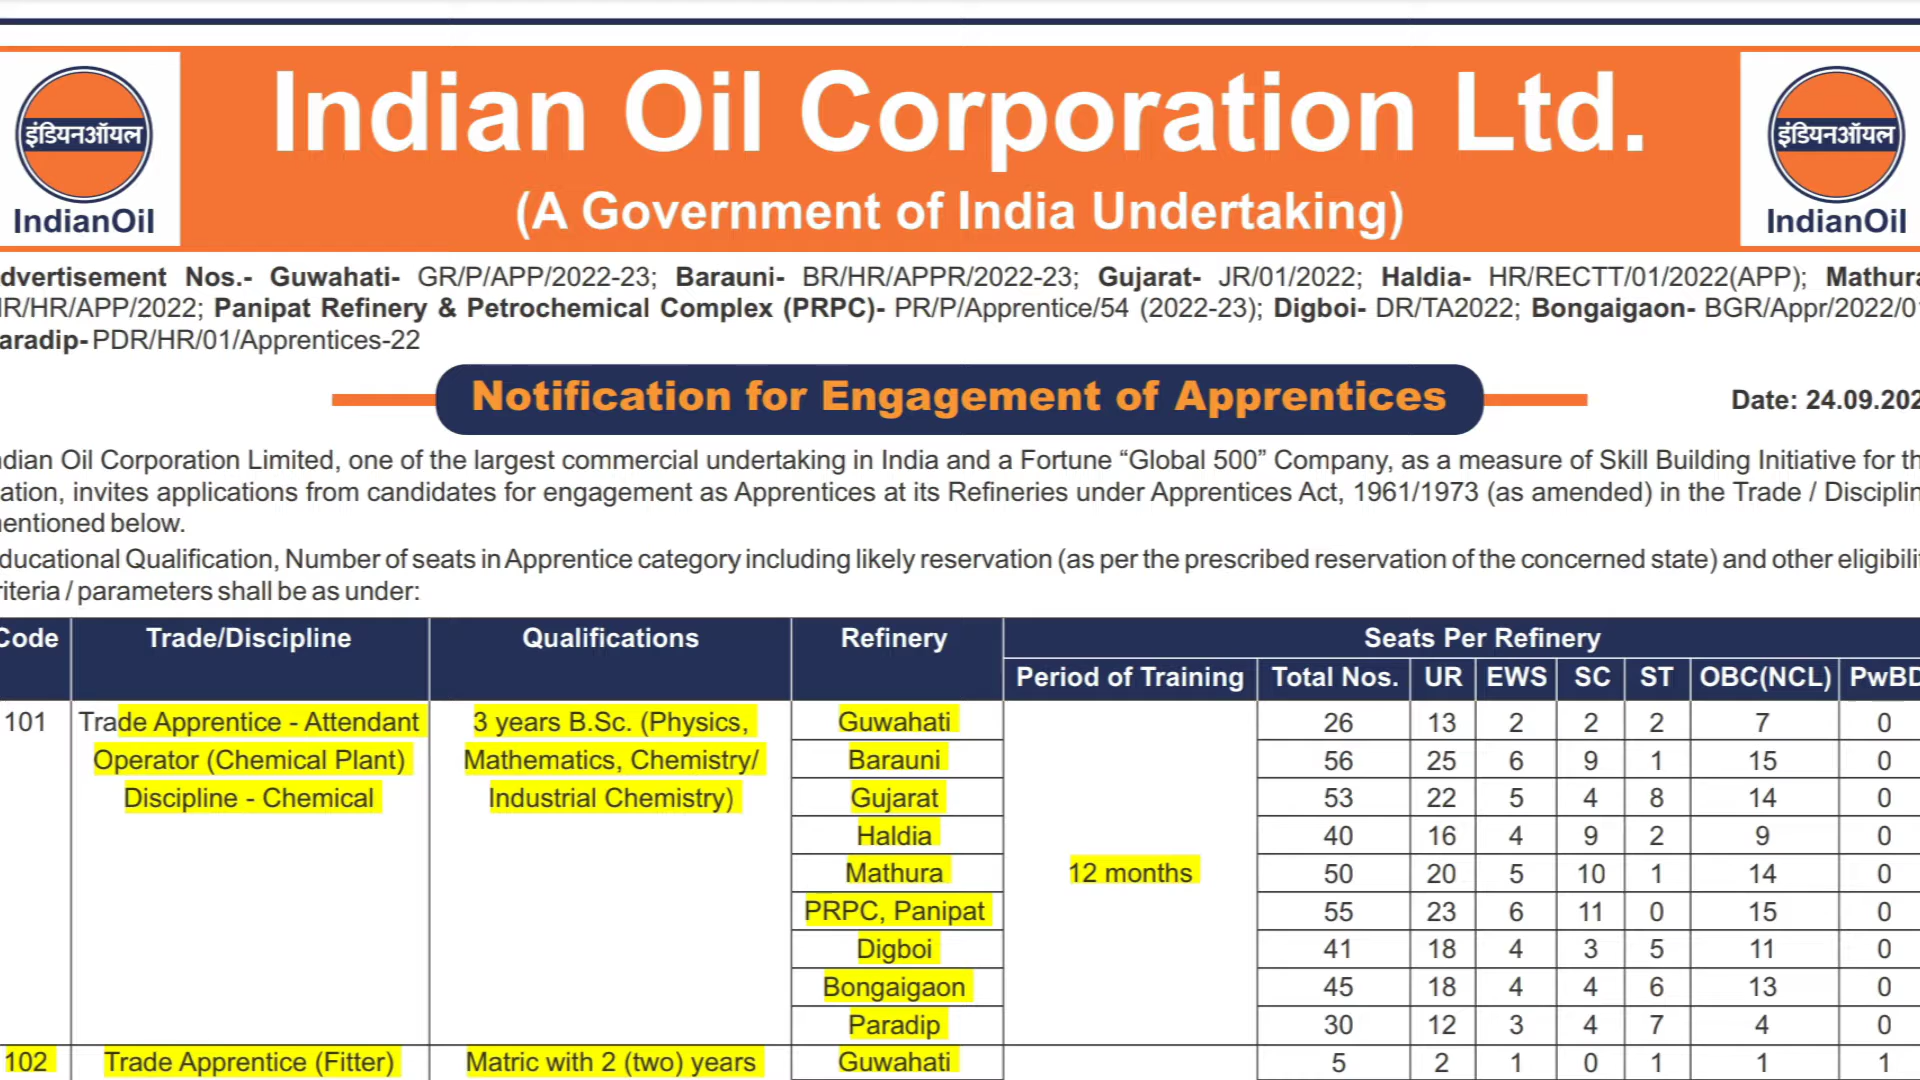 इंडियनऑयल
IndianOil
Indian Oil Corporation Ltd.
(A Government of India Undertaking)
इंडियनऑयल
IndianOil
dvertisement Nos.- Guwahati- GR/P/APP/2022-23; Barauni- BR/HR/APPR/2022-23; Gujarat- JR/01/2022; Haldia- HR/RECTT/01/2022(APP); Mathura
R/HR/APP/2022; Panipat Refinery & Petrochemical Complex (PRPC)- PR/P/Apprentice/54 (2022-23); Digboi- DR/TA2022; Bongaigaon- BGR/Appr/2022/01
aradip- PDR/HR/01/Apprentices-22
Notification for Engagement of Apprentices
Date: 24.09.202
ndian Oil Corporation Limited, one of the largest commercial undertaking in India and a Fortune “Global 500” Company, as a measure of Skill Building Initiative for th
ation, invites applications from candidates for engagement as Apprentices at its Refineries under Apprentices Act, 1961/1973 (as amended) in the Trade / Disciplin
entioned below.
ducational Qualification, Number of seats in Apprentice category including likely reservation (as per the prescribed reservation of the concerned state) and other eligibilit
riteria / parameters shall be as under:
Code Trade/Discipline Qualifications Refinery Seats Per Refinery
Period of Training Total Nos. UR EWS SC ST OBC(NCL) PwBD
101 Trade Apprentice - Attendant 3 years B.Sc. (Physics, Guwahati 26 13 2 2 2 7 0
Operator (Chemical Plant) Mathematics, Chemistry/ Barauni 56 25 6 9 1 15 0
Discipline - Chemical Industrial Chemistry) Gujarat 53 22 5 4 8 14 0
Haldia 40 16 4 9 2 9 0
Mathura 12 months 50 20 5 10 1 14 0
PRPC, Panipat 55 23 6 11 0 15 0
Digboi 41 18 4 3 5 11 0
Bongaigaon 45 18 4 4 6 13 0
Paradip 30 12 3 4 7 4 0
102 Trade Apprentice (Fitter) Matric with 2 (two) years Guwahati 5 2 1 0 1 1 1